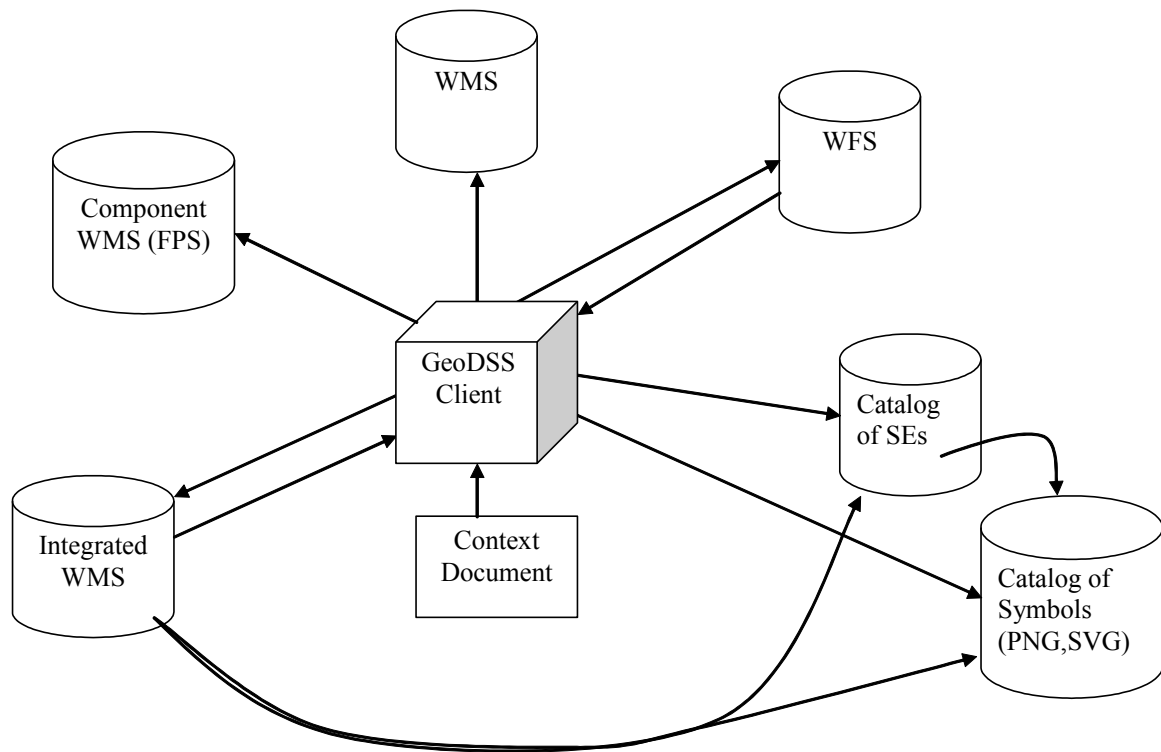 WMS
WFS
Component
WMS (FPS)
GeoDSS
Client
Catalog
of SEs
Integrated
WMS
Context
Document
Catalog of
Symbols
(PNG,SVG)